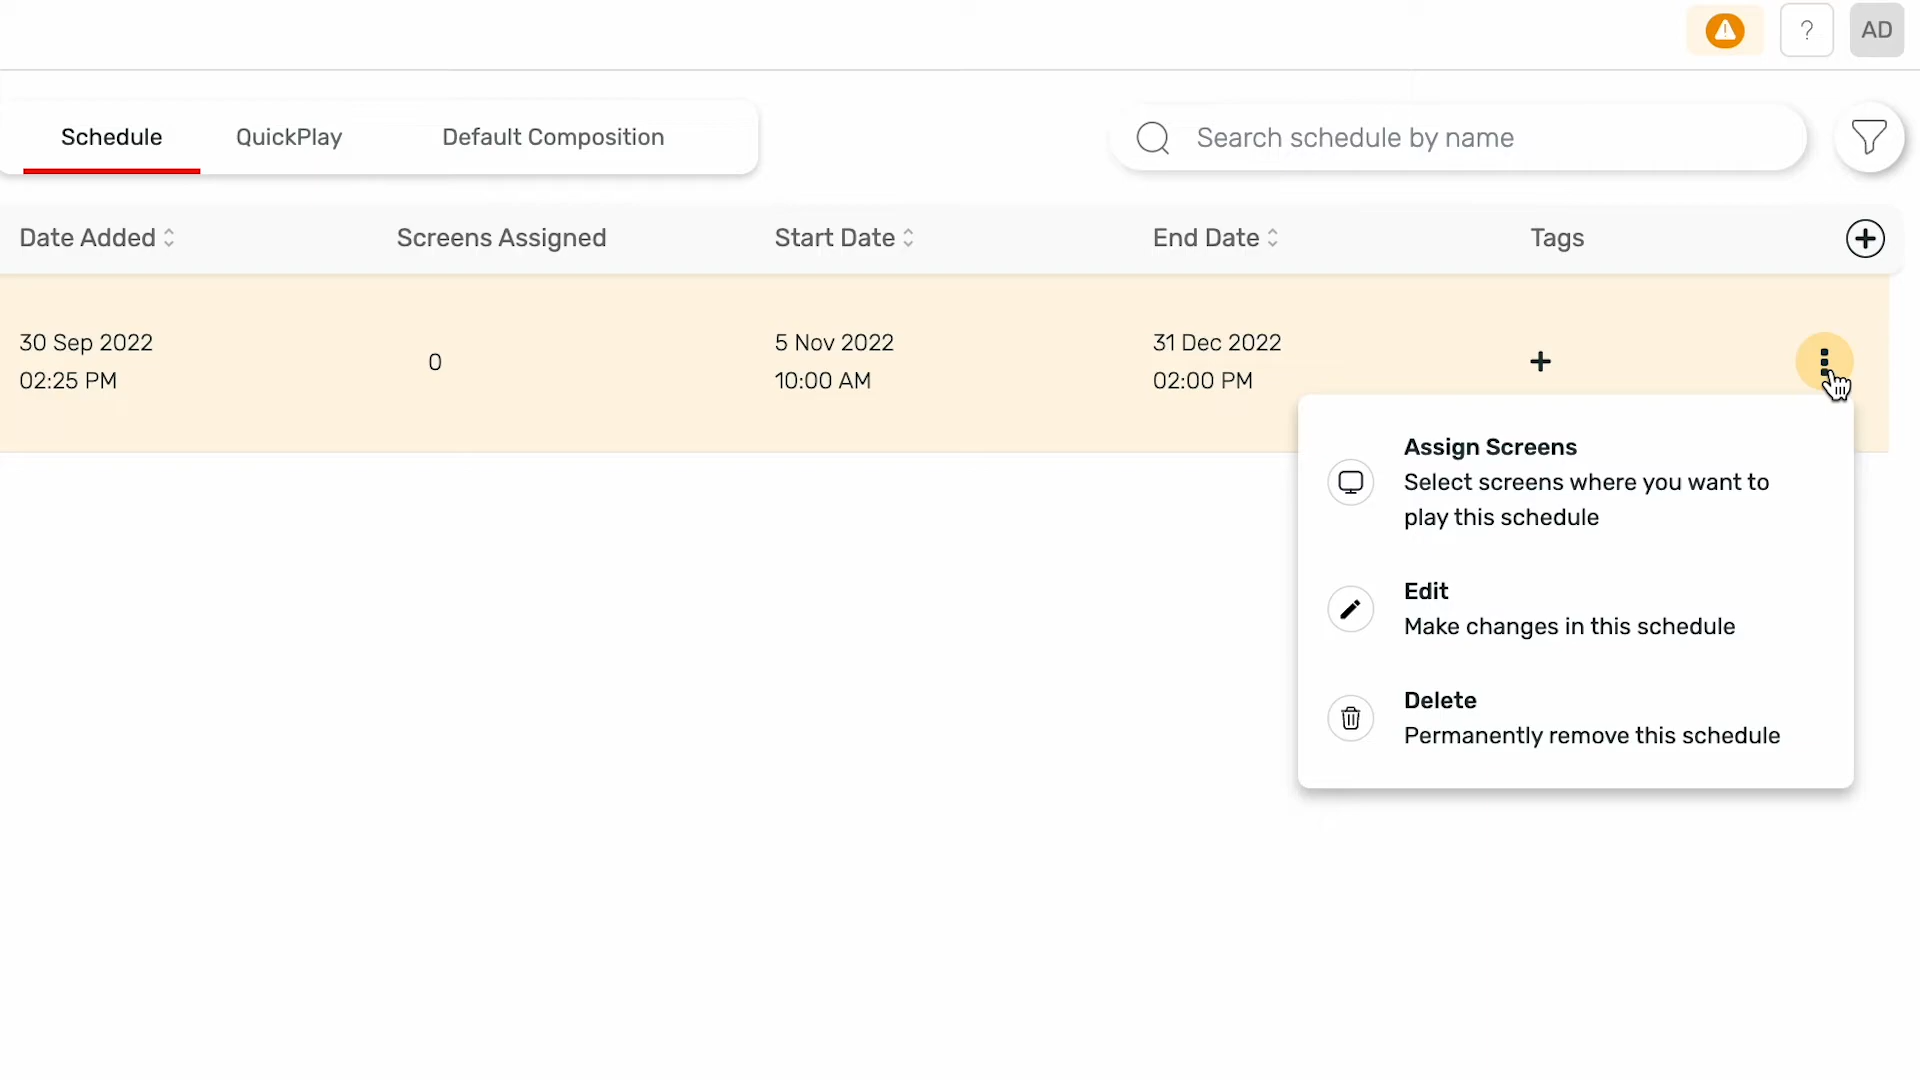 ? AD
Schedule QuickPlay Default Composition Search schedule by name
Date Added Screens Assigned Start Date End Date Tags
30 Sep 2022 0 5 Nov 2022 31 Dec 2022
02:25 PM 10:00 AM 02:00 PM
Assign Screens
Select screens where you want to
play this schedule
Edit
Make changes in this schedule
Delete
Permanently remove this schedule